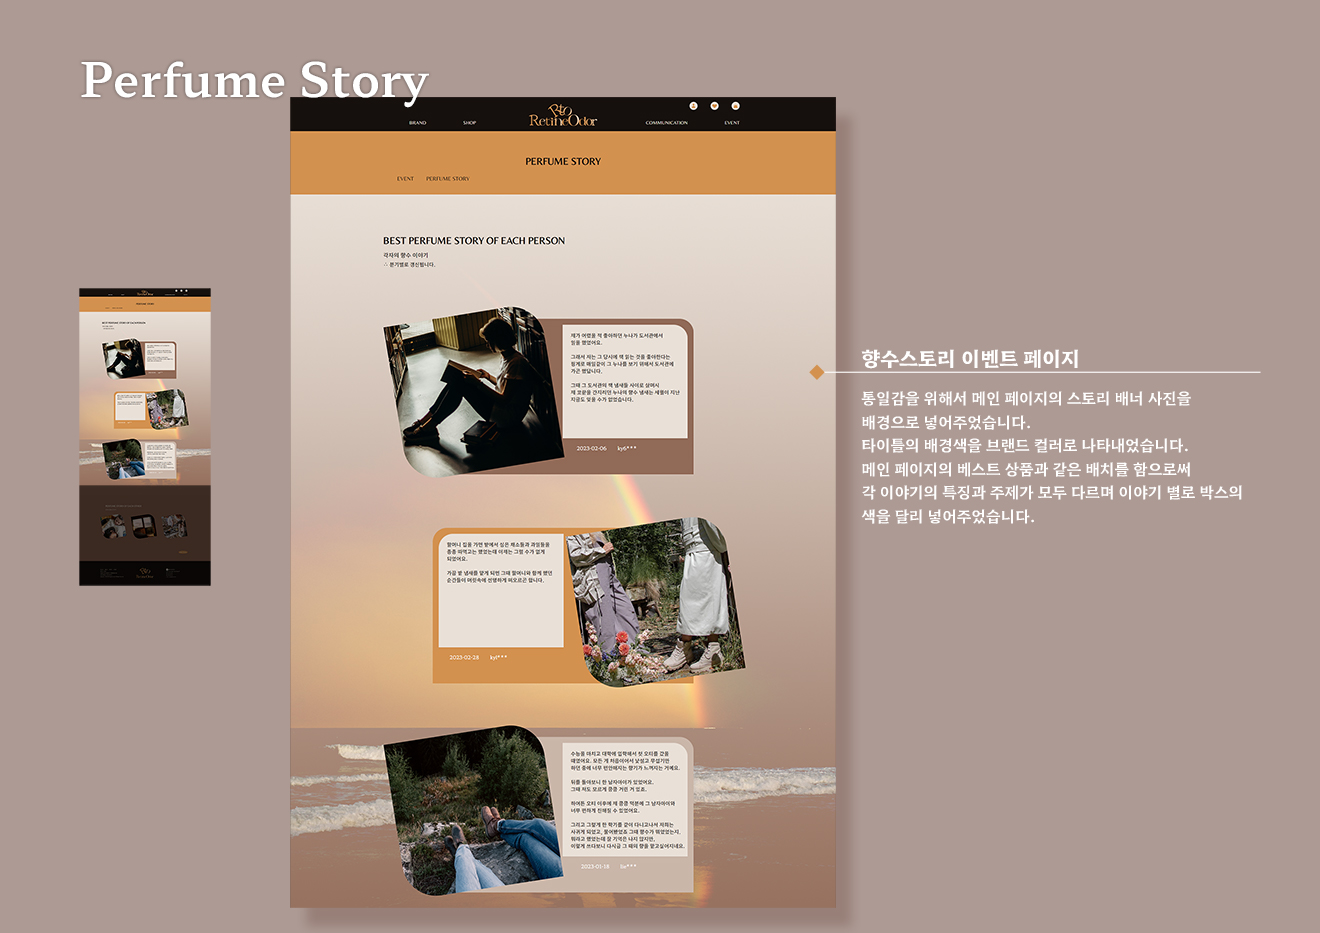 Perfume Story
RetineOdor
BRAND SHOP COMMUNICATION EVENT
PERFUME STORY
EVENT PERFUME STORY
BEST PERFUME STORY OF EACH PERSON
각자의 향수 이야기
∴ 분기별로 갱신됩니다.
제가 어렸을 적 좋아하던 누나가 도서관에서
일을 했었어요.
그래서 저는 그 당시에 책 읽는 것을 좋아한다는
핑계로 매일같이 그 누나를 보기 위해서 도서관에
가곤 했답니다.
그때 그 도서관의 책 냄새들 사이로 살며시
제 코끝을 간지럽던 누나의 향수 냄새는 세월이 지난
지금도 잊을 수가 없었습니다.
2023-02-06 ky6***
할머니 집을 가면 밭에서 심은 채소들과 과일들을
종종 따먹고는 했었는데 이제는 그럴 수가 없게
되었어요.
가끔 밭 냄새를 맡게 되면 그때 할머니와 함께 했던
순간들이 머릿속에 선명하게 떠오르곤 합니다.
2023-02-28 kyl***
수능을 마치고 대학에 입학해서 첫 오티를 갔을
때였어요. 모든 게 처음이어서 낯설고 무섭기만
하던 중에 너무 편안해지는 향기가 느껴지는 거예요.
뒤를 돌아보니 한 남자아이가 있었어요.
그때 저도 모르게 킁킁 거린 거 있죠.
하여튼 오티 이후에 제 킁킁 덕분에 그 남자아이와
너무 편하게 친해질 수 있었어요.
그리고 그렇게 한 학기를 같이 다니고나서 저희는
사귀게 되었고, 물어봤었죠 그때 향수가 뭐였었는지.
뭐라고 했었는데 잘 기억은 나지 않지만,
이렇게 쓰다보니 다시금 그 때의 향을 맡고싶어지네요.
2023-01-18 lie***
향수스토리 이벤트 페이지
통일감을 위해서 메인 페이지의 스토리 배너 사진을
배경으로 넣어주었습니다.
타이틀의 배경색을 브랜드 컬러로 나타내었습니다.
메인 페이지의 베스트 상품과 같은 배치를 함으로써
각 이야기의 특징과 주제가 모두 다르며 이야기 별로 박스의
색을 달리 넣어주었습니다.